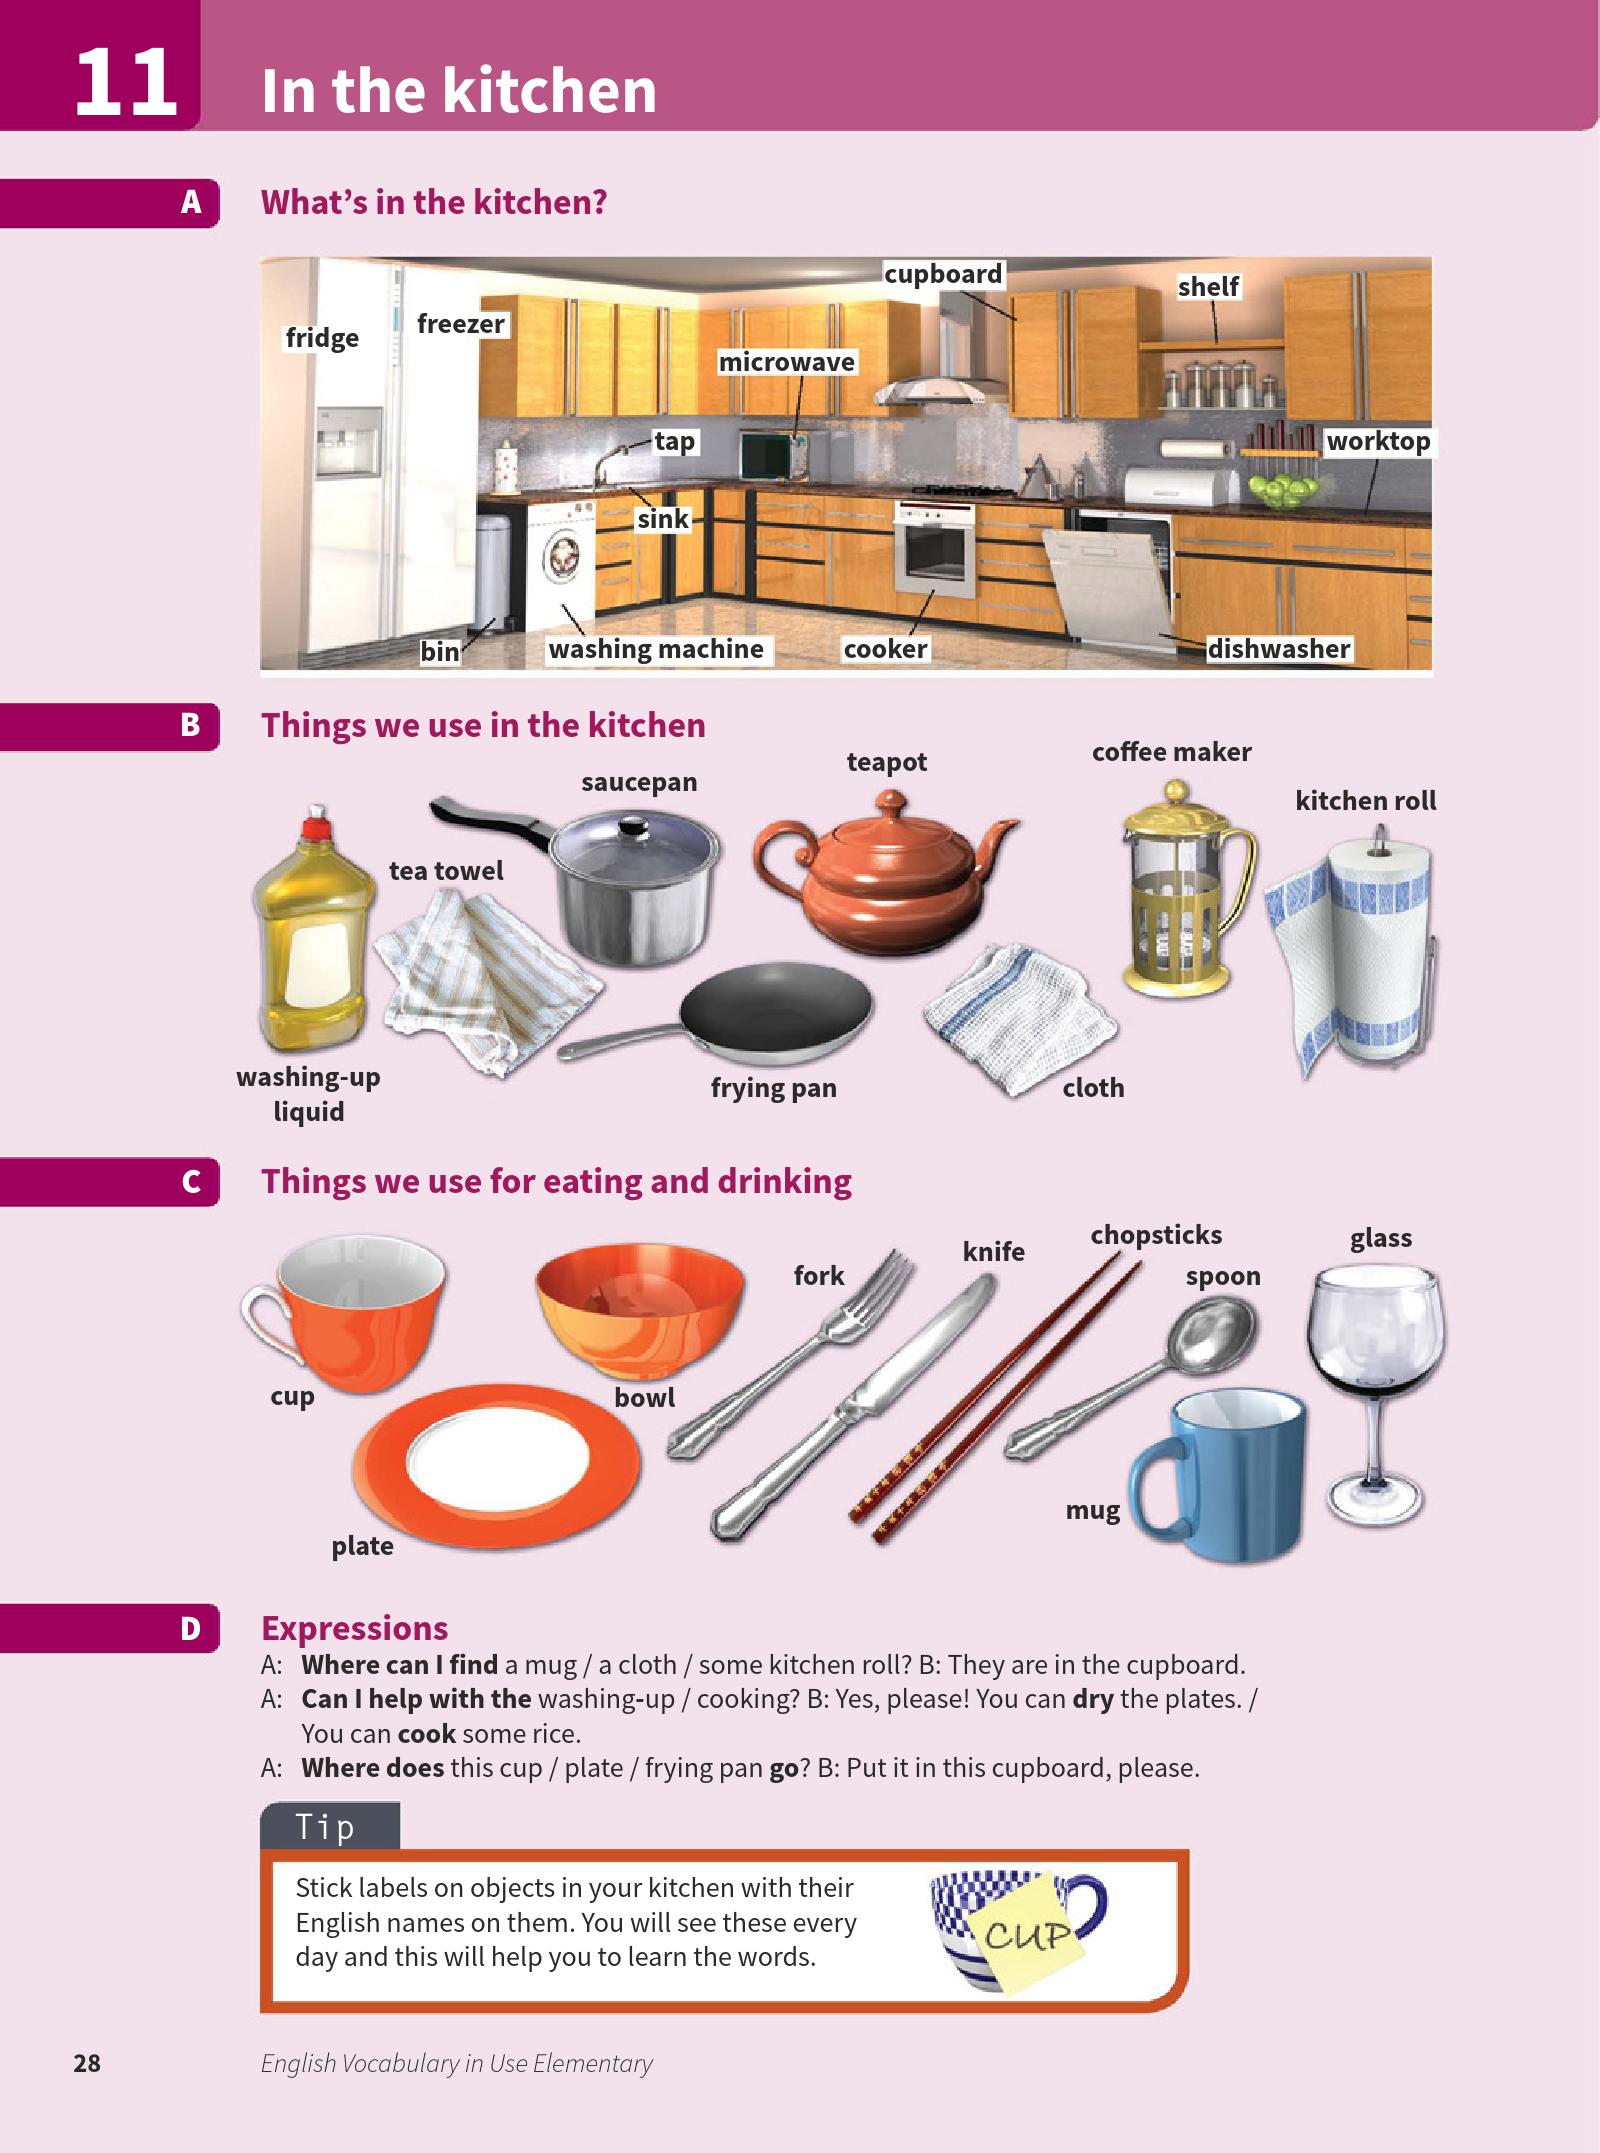 11
In the kitchen
A
What's in the kitchen?
cupboard
shelf
fridge
freezer
microwave
tap
worktop
sink
bin
washing machine
cooker
dishwasher
B
Things we use in the kitchen
coffee maker
teapot
saucepan
kitchen roll
tea towel
washing-up
liquid
frying pan
cloth
C
Things we use for eating and drinking
chopsticks
glass
knife
fork
spoon
cup
bowl
mug
plate
D
Expressions
A: Where can I find a mug / a cloth / some kitchen roll? B: They are in the cupboard.
A: Can I help with the washing-up / cooking? B: Yes, please! You can dry the plates. /
You can cook some rice.
A: Where does this cup / plate / frying pan go? B: Put it in this cupboard, please.
Tip
Stick labels on objects in your kitchen with their
English names on them. You will see these every
day and this will help you to learn the words.
CUP
28
English Vocabulary in Use Elementary